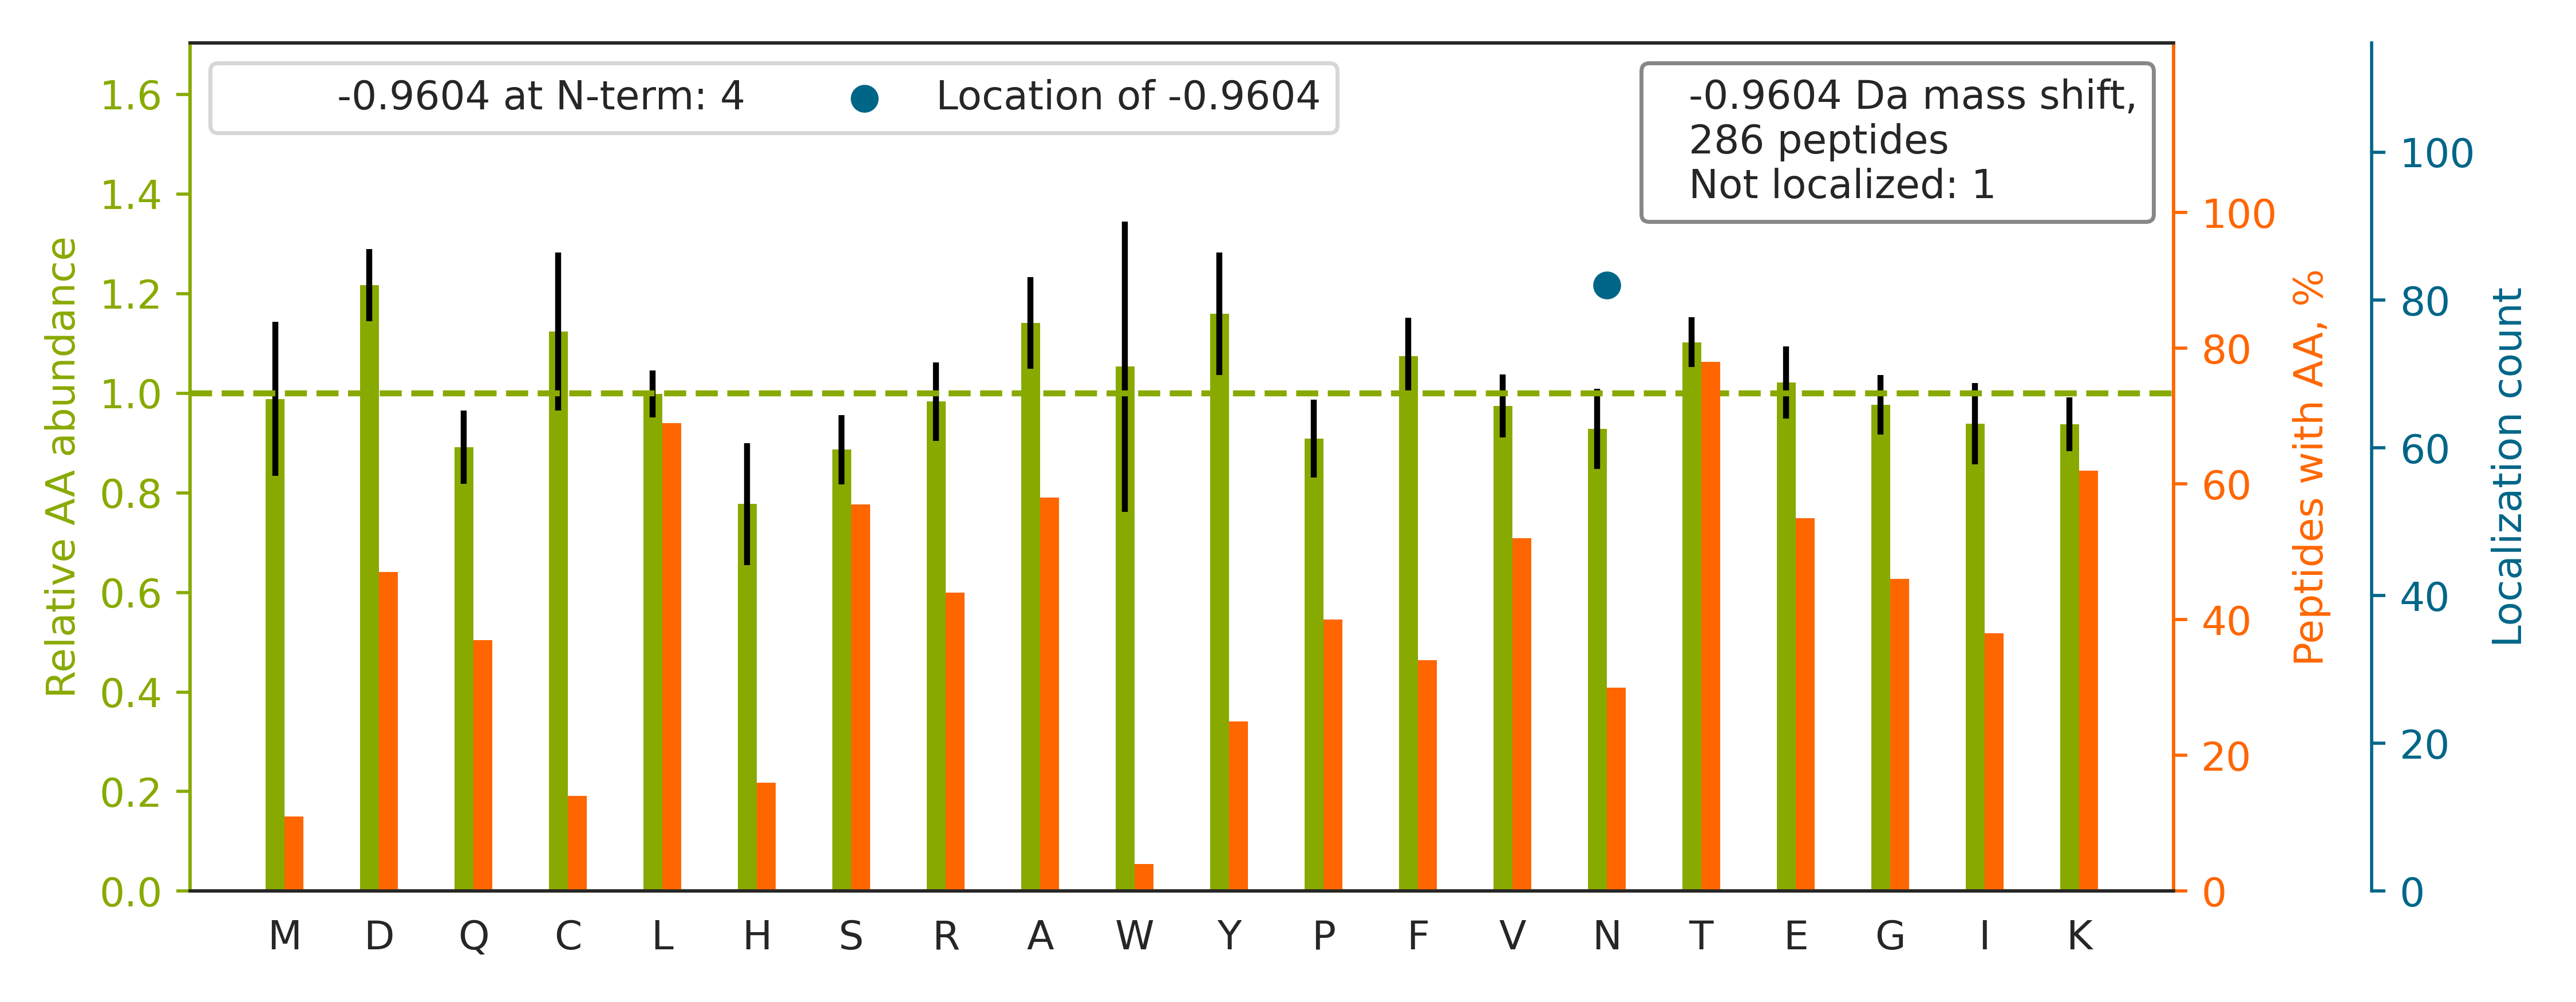 -0.9604 at N-term: 4
Location of -0.9604
-0.9604 Da mass shift,
286 peptides
Not localized: 1
Relative AA abundance
1.6
1.4
1.2
1.0
0.8
0.6
0.4
0.2
0.0
Peptides with AA, %
100
80
60
40
20
0
Localization count
100
80
60
40
20
0
M D Q C L H S R A W Y P F V N T E G I K